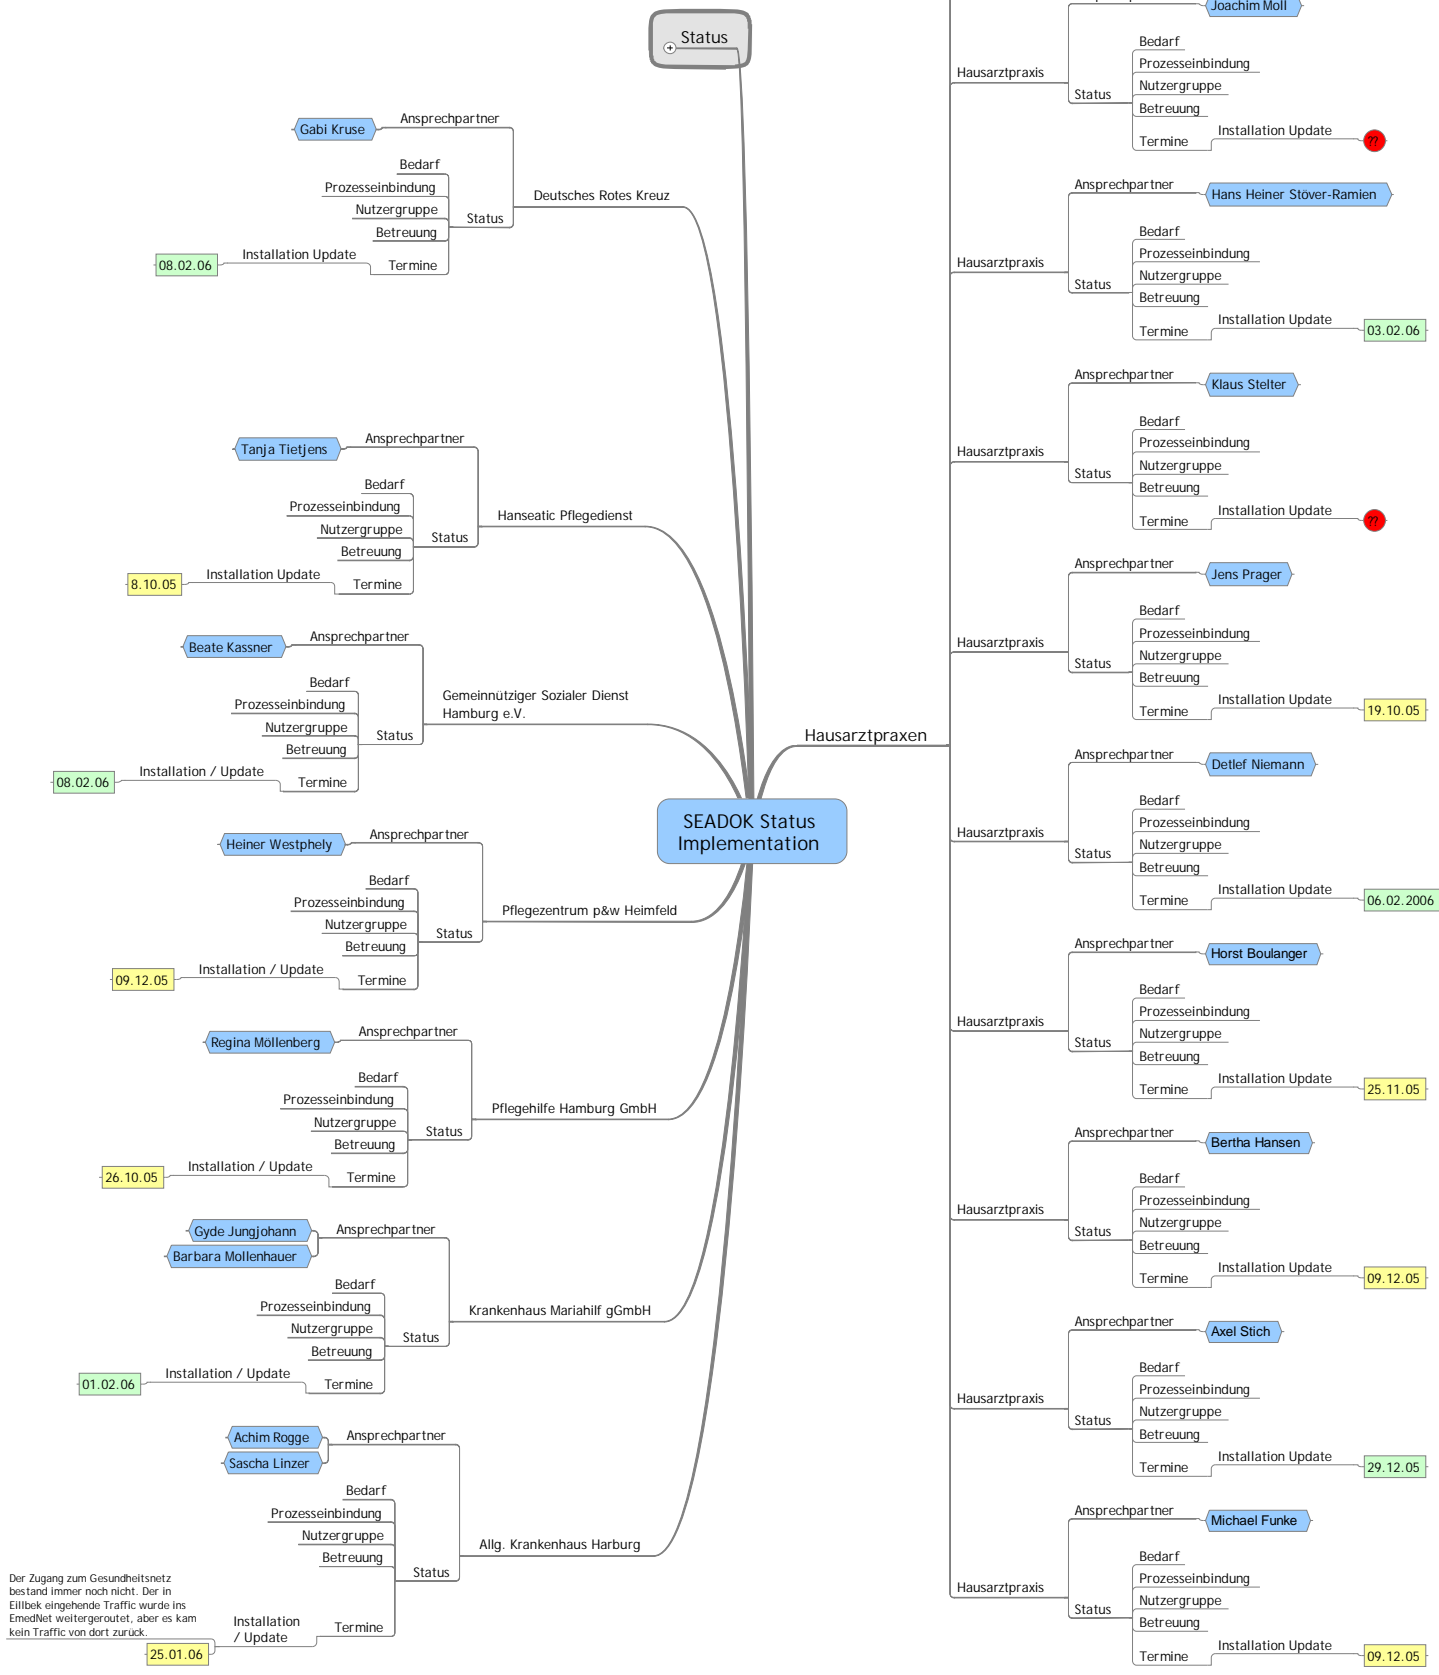 Status
Gabi Kruse
Ansprechpartner
Bedarf
Prozesseinbindung
Nutzergruppe
Betreuung
Status
Deutsches Rotes Kreuz
08.02.06
Installation Update
Termine
Tanja Tietjens
Ansprechpartner
Bedarf
Prozesseinbindung
Nutzergruppe
Betreuung
Status
Hanseatic Pflegedienst
8.10.05
Installation Update
Termine
Beate Kassner
Ansprechpartner
Bedarf
Prozesseinbindung
Nutzergruppe
Betreuung
Status
Gemeinnütziger Sozialer Dienst
Hamburg e.V.
08.02.06
Installation / Update
Termine
Heiner Westphely
Ansprechpartner
Bedarf
Prozesseinbindung
Nutzergruppe
Betreuung
Status
Pflegezentrum p&w Heimfeld
09.12.05
Installation / Update
Termine
Regina Möllenberg
Ansprechpartner
Bedarf
Prozesseinbindung
Nutzergruppe
Betreuung
Status
Pflegehilfe Hamburg GmbH
26.10.05
Installation / Update
Termine
Gyde Jungjohann
Barbara Mollenhauer
Ansprechpartner
Bedarf
Prozesseinbindung
Nutzergruppe
Betreuung
Status
Krankenhaus Mariahilf gGmbH
01.02.06
Installation / Update
Termine
Achim Rogge
Sascha Linzer
Ansprechpartner
Bedarf
Prozesseinbindung
Nutzergruppe
Betreuung
Status
Allg. Krankenhaus Harburg
Der Zugang zum Gesundheitsnetz
bestand immer noch nicht. Der in
Eillbek eingehende Traffic wurde ins
EmedNet weitergeroutet, aber es kam
kein Traffic von dort zurück.
25.01.06
Installation
/ Update
Termine
SEADOK Status
Implementation
Hausarztpraxen
Joachim Moll
Hausarztpraxis
Status
Bedarf
Prozesseinbindung
Nutzergruppe
Betreuung
Termine
Installation Update
??
Ansprechpartner
Hans Heiner Stöver-Ramien
Hausarztpraxis
Status
Bedarf
Prozesseinbindung
Nutzergruppe
Betreuung
Termine
Installation Update
03.02.06
Ansprechpartner
Klaus Stelter
Hausarztpraxis
Status
Bedarf
Prozesseinbindung
Nutzergruppe
Betreuung
Termine
Installation Update
??
Ansprechpartner
Jens Prager
Hausarztpraxis
Status
Bedarf
Prozesseinbindung
Nutzergruppe
Betreuung
Termine
Installation Update
19.10.05
Ansprechpartner
Detlef Niemann
Hausarztpraxis
Status
Bedarf
Prozesseinbindung
Nutzergruppe
Betreuung
Termine
Installation Update
06.02.2006
Ansprechpartner
Horst Boulanger
Hausarztpraxis
Status
Bedarf
Prozesseinbindung
Nutzergruppe
Betreuung
Termine
Installation Update
25.11.05
Ansprechpartner
Bertha Hansen
Hausarztpraxis
Status
Bedarf
Prozesseinbindung
Nutzergruppe
Betreuung
Termine
Installation Update
09.12.05
Ansprechpartner
Axel Stich
Hausarztpraxis
Status
Bedarf
Prozesseinbindung
Nutzergruppe
Betreuung
Termine
Installation Update
29.12.05
Ansprechpartner
Michael Funke
Hausarztpraxis
Status
Bedarf
Prozesseinbindung
Nutzergruppe
Betreuung
Termine
Installation Update
09.12.05